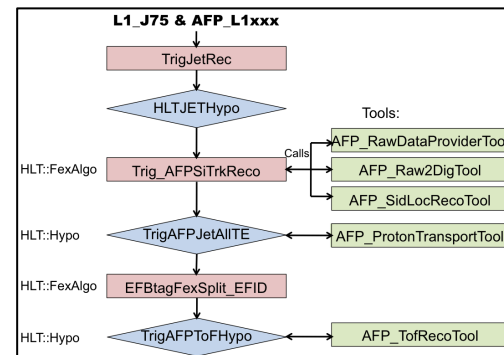 L1_J75 & AFP_L1xxx
TrigJetRec
HLTJETHypo
Tools:
Calls
AFP_RawDataProviderTool
HLT::FexAlgo
Trig_AFPSiTrkReco
AFP_Raw2DigTool
AFP_SidLocRecoTool
HLT::Hypo
TrigAFPJetAllTE
AFP_ProtonTransportTool
HLT::FexAlgo
EFBtagFexSplit_EFID
HLT::Hypo
TrigAFPToFHypo
AFP_TofRecoTool